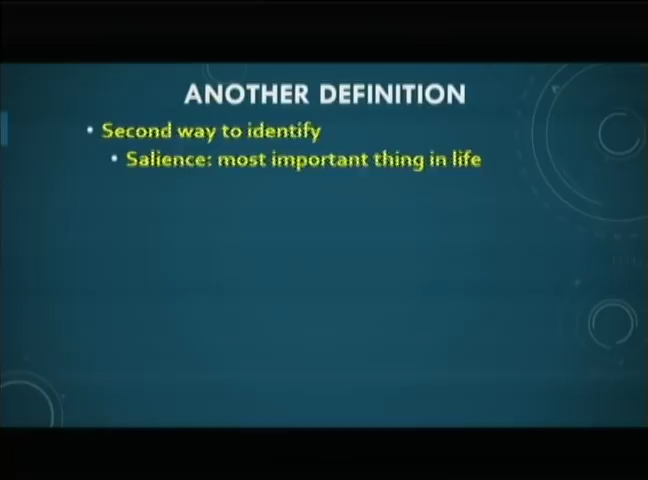 ANOTHER DEFINITION
• Second way to identify
• Salience: most important thing in life